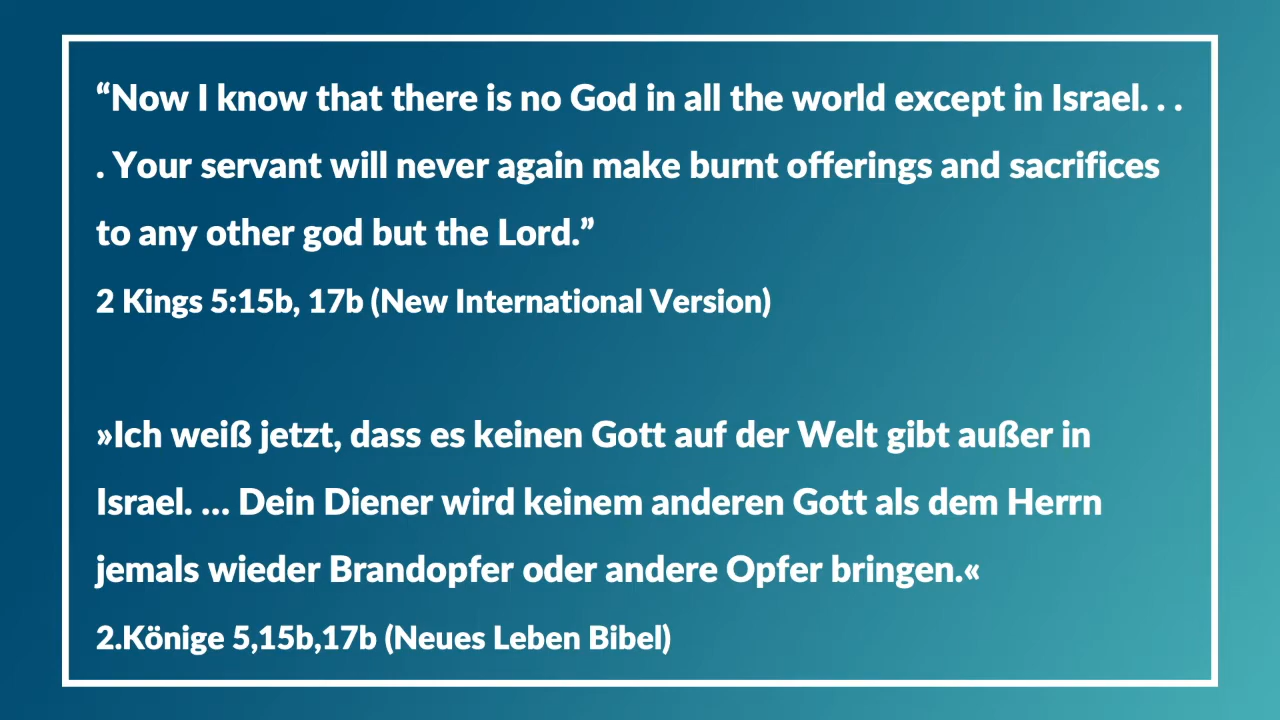 “Now I know that there is no God in all the world except in Israel. . .
. Your servant will never again make burnt offerings and sacrifices
to any other god but the Lord.”
2 Kings 5:15b, 17b (New International Version)
»Ich weiß jetzt, dass es keinen Gott auf der Welt gibt außer in
Israel. ... Dein Diener wird keinem anderen Gott als dem Herrn
jemals wieder Brandopfer oder andere Opfer bringen.«
2.Könige 5,15b,17b (Neues Leben Bibel)